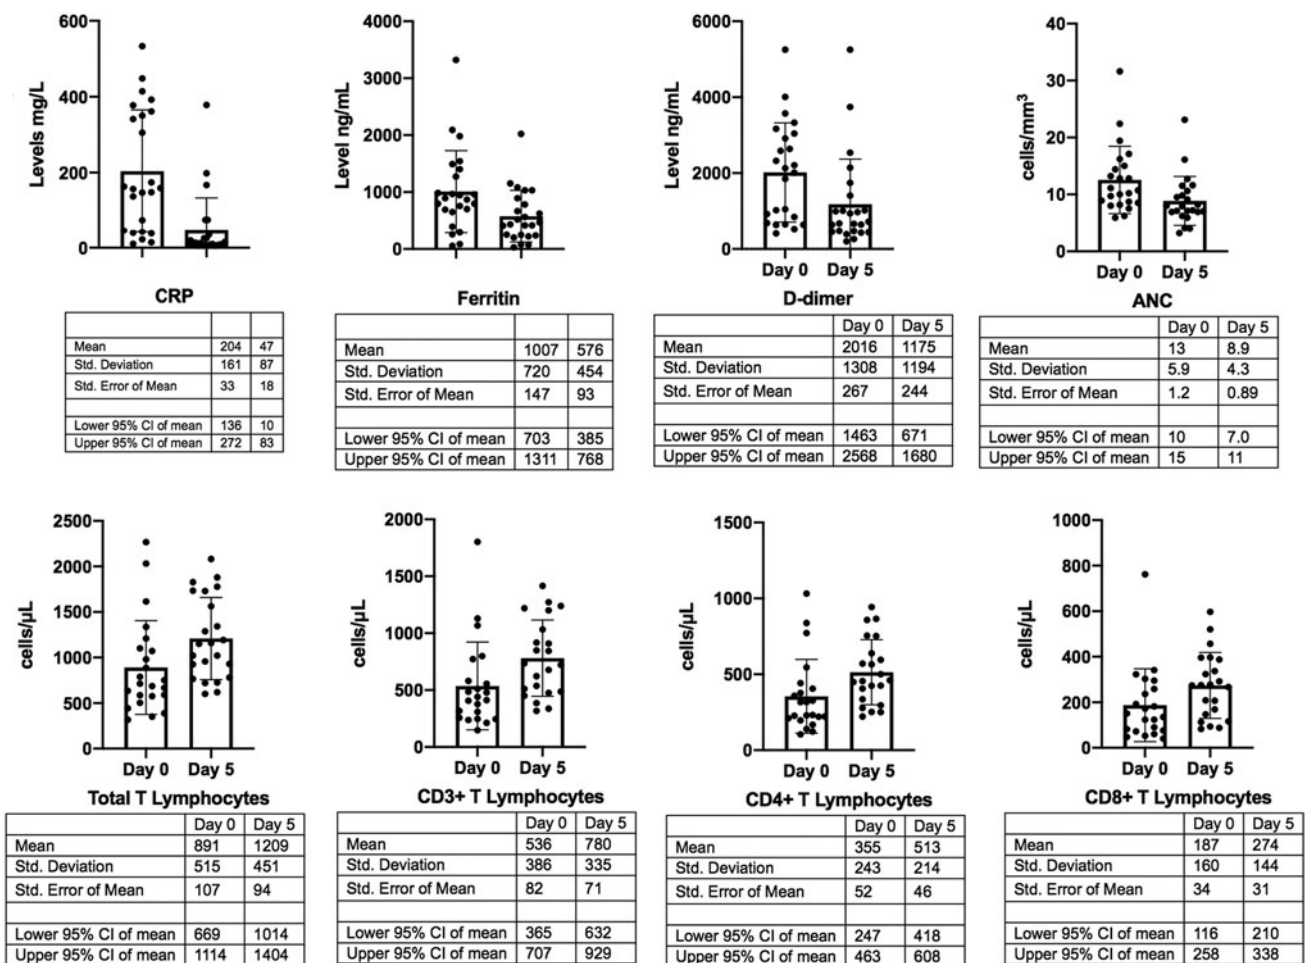 600
400
200
0
Levels mg/L
CRP
Mean 204 47
Std. Deviation 161 87
Std. Error of Mean 33 18
Lower 95% CI of mean 136 10
Upper 95% CI of mean 272 83
4000
3000
2000
1000
0
Level ng/mL
Ferritin
Mean 1007 576
Std. Deviation 720 454
Std. Error of Mean 147 93
Lower 95% CI of mean 703 385
Upper 95% CI of mean 1311 768
6000
4000
2000
0
Level ng/mL
Day 0 Day 5
D-dimer
Day 0 Day 5
Mean 2016 1175
Std. Deviation 1308 1194
Std. Error of Mean 267 244
Lower 95% CI of mean 1463 671
Upper 95% CI of mean 2568 1680
40
30
20
10
0
cells/mm³
Day 0 Day 5
ANC
Day 0 Day 5
Mean 13 8.9
Std. Deviation 5.9 4.3
Std. Error of Mean 1.2 0.89
Lower 95% CI of mean 10 7.0
Upper 95% CI of mean 15 11
2500
2000
1500
1000
500
0
cells/µL
Day 0 Day 5
Total T Lymphocytes
Day 0 Day 5
Mean 891 1209
Std. Deviation 515 451
Std. Error of Mean 107 94
Lower 95% CI of mean 669 1014
Upper 95% CI of mean 1114 1404
2000
1500
1000
500
0
cells/µL
Day 0 Day 5
CD3+ T Lymphocytes
Day 0 Day 5
Mean 536 780
Std. Deviation 386 335
Std. Error of Mean 82 71
Lower 95% CI of mean 365 632
Upper 95% CI of mean 707 929
1500
1000
500
0
cells/µL
Day 0 Day 5
CD4+ T Lymphocytes
Day 0 Day 5
Mean 355 513
Std. Deviation 243 214
Std. Error of Mean 52 46
Lower 95% CI of mean 247 418
Upper 95% CI of mean 463 608
1000
800
600
400
200
0
cells/µL
Day 0 Day 5
CD8+ T Lymphocytes
Day 0 Day 5
Mean 187 274
Std. Deviation 160 144
Std. Error of Mean 34 31
Lower 95% CI of mean 116 210
Upper 95% CI of mean 258 338